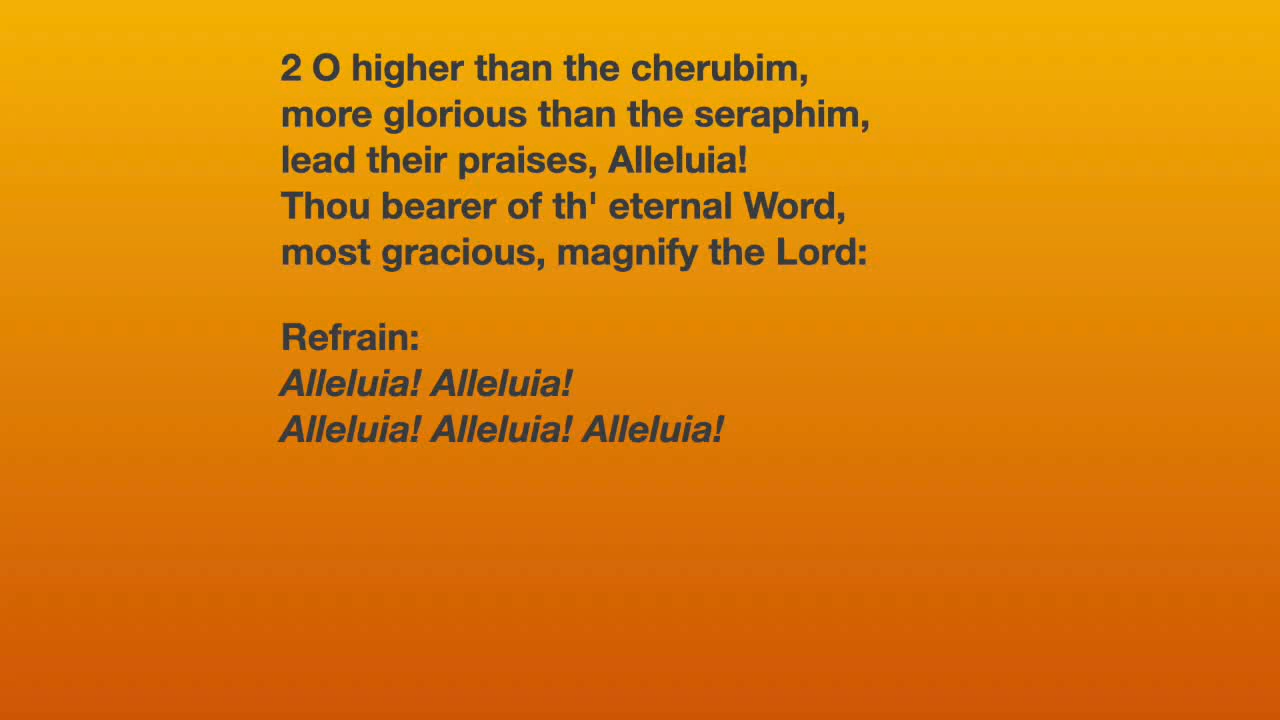 2 O higher than the cherubim,
more glorious than the seraphim,
lead their praises, Alleluia!
Thou bearer of th' eternal Word,
most gracious, magnify the Lord:
Refrain:
Alleluia! Alleluia!
Alleluia! Alleluia! Alleluia!